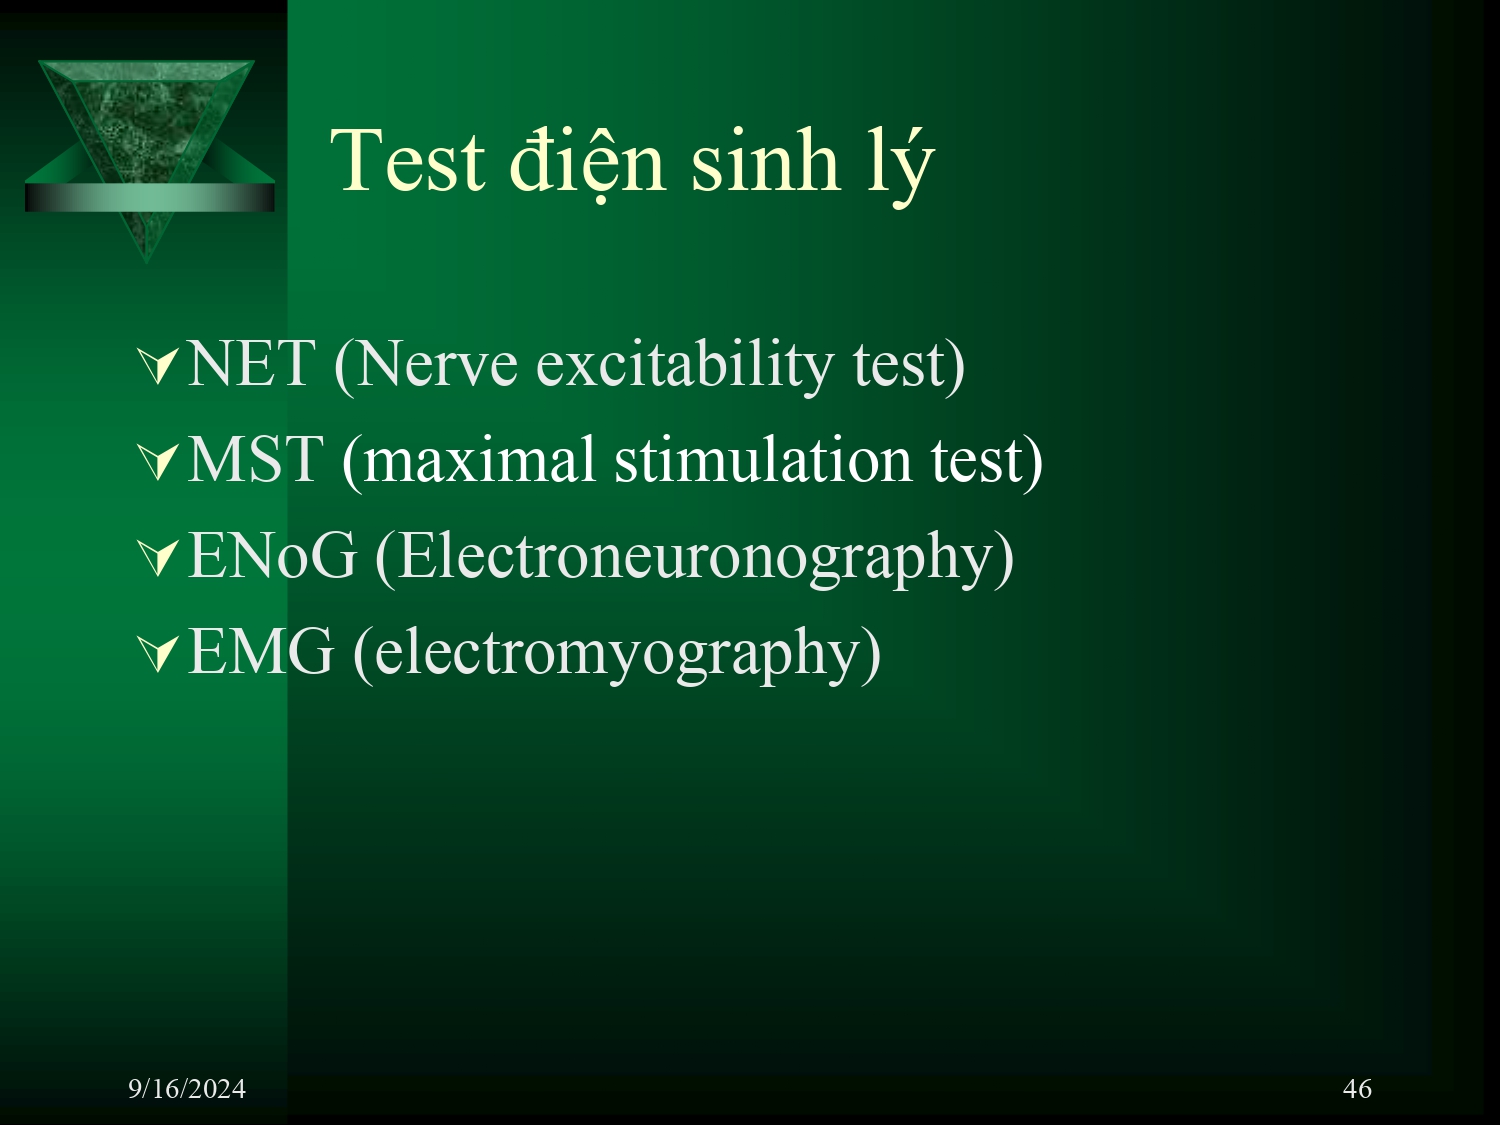 Test điện sinh lý
NET (Nerve excitability test)
MST (maximal stimulation test)
ENoG (Electroneuronography)
EMG (electromyography)
9/16/2024
46